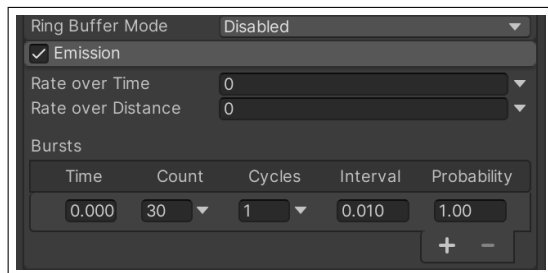 Ring Buffer Mode Disabled
Emission
Rate over Time 0
Rate over Distance 0
Bursts
Time Count Cycles Interval Probability
0.000 30 1 0.010 1.00
+ −